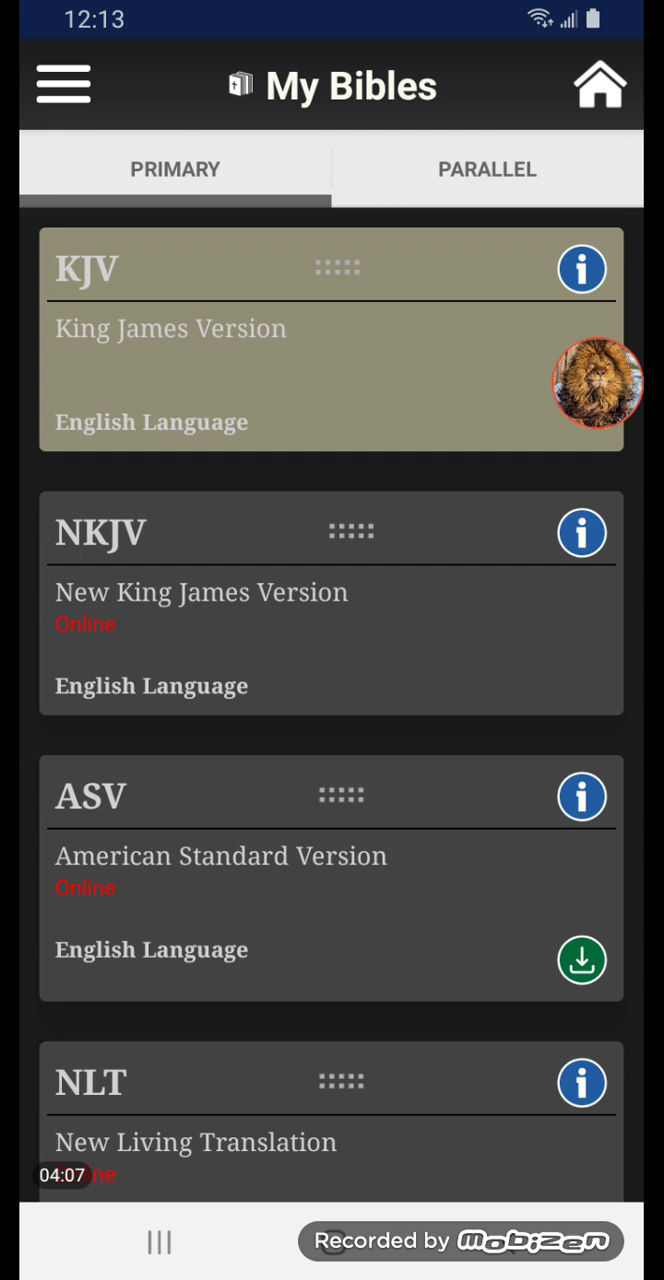 12:13
My Bibles
PRIMARY
PARALLEL
KJV
King James Version
English Language
NKJV
New King James Version
Online
English Language
ASV
American Standard Version
Online
English Language
NLT
New Living Translation
04:07
Recorded by mobizen